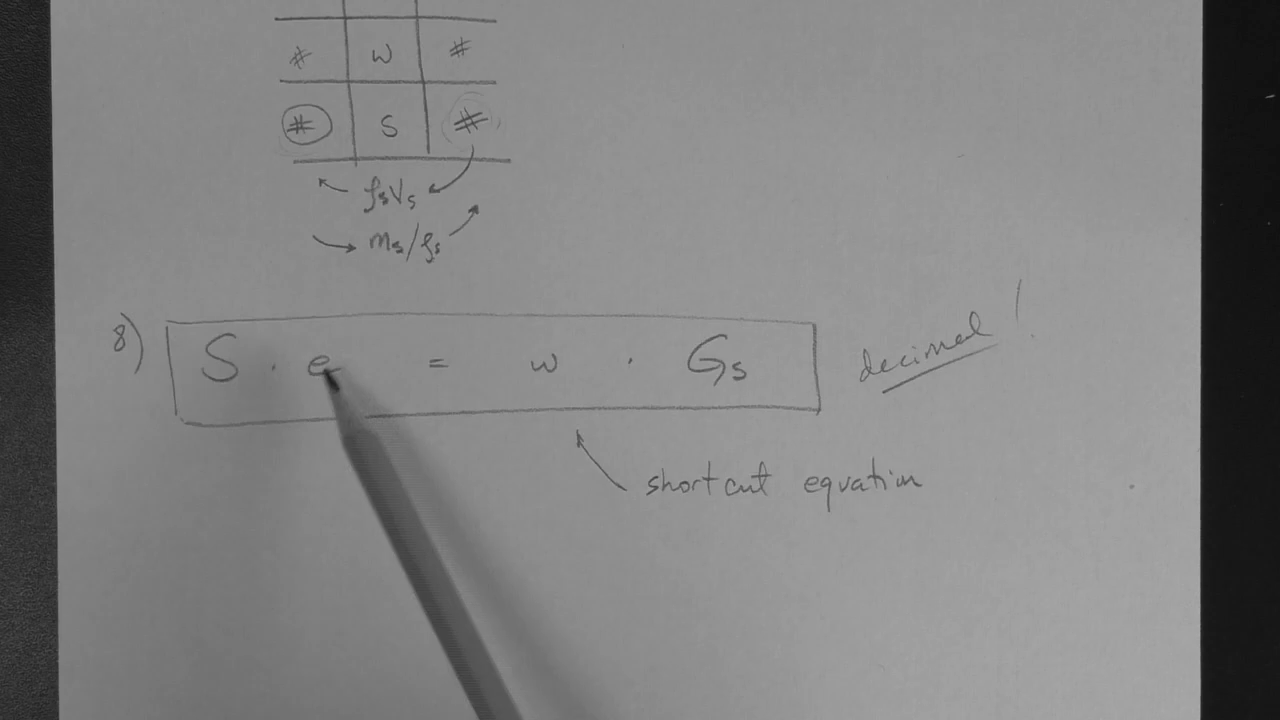 # W #
# S #
ρsVs
ms/ρs
8) S · e = w · Gs decimal!
shortcut equation